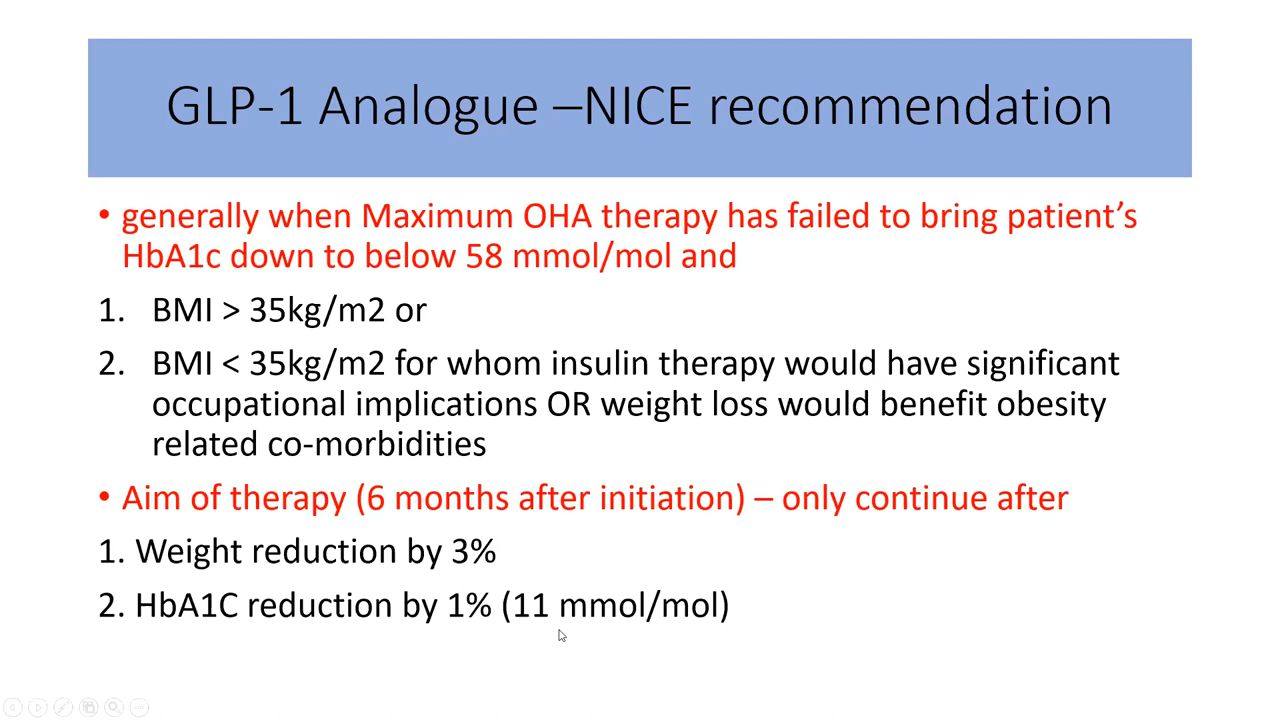 GLP-1 Analogue –NICE recommendation
• generally when Maximum OHA therapy has failed to bring patient’s
HbA1c down to below 58 mmol/mol and
1. BMI > 35kg/m2 or
2. BMI < 35kg/m2 for whom insulin therapy would have significant
occupational implications OR weight loss would benefit obesity
related co-morbidities
• Aim of therapy (6 months after initiation) – only continue after
1. Weight reduction by 3%
2. HbA1C reduction by 1% (11 mmol/mol)